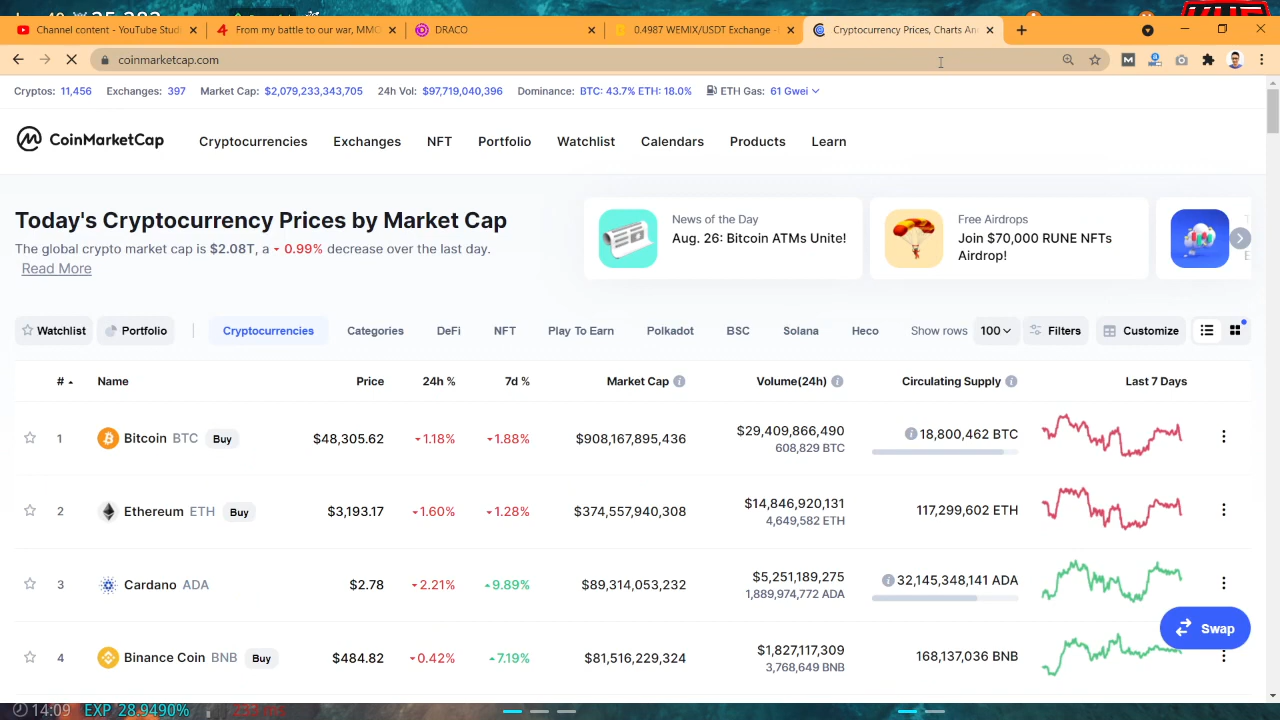 Channel content - YouTube Studi
From my battle to our war, MMO
DRACO
0.4987 WEMIX/USDT Exchange -
Cryptocurrency Prices, Charts An
coinmarketcap.com
Cryptos: 11,456 Exchanges: 397 Market Cap: $2,079,233,343,705 24h Vol: $97,719,040,396 Dominance: BTC: 43.7% ETH: 18.0% ETH Gas: 61 Gwei
CoinMarketCap Cryptocurrencies Exchanges NFT Portfolio Watchlist Calendars Products Learn
Today's Cryptocurrency Prices by Market Cap
The global crypto market cap is $2.08T, a 0.99% decrease over the last day.
Read More
News of the Day
Aug. 26: Bitcoin ATMs Unite!
Free Airdrops
Join $70,000 RUNE NFTs
Airdrop!
Watchlist Portfolio Cryptocurrencies Categories DeFi NFT Play To Earn Polkadot BSC Solana Heco Show rows 100 Filters Customize
# Name Price 24h % 7d % Market Cap Volume(24h) Circulating Supply Last 7 Days
1 Bitcoin BTC Buy $48,305.62 1.18% 1.88% $908,167,895,436 $29,409,866,490 18,800,462 BTC
608,829 BTC
2 Ethereum ETH Buy $3,193.17 1.60% 1.28% $374,557,940,308 $14,846,920,131 117,299,602 ETH
4,649,582 ETH
3 Cardano ADA $2.78 2.21% 9.89% $89,314,053,232 $5,251,189,275 32,145,348,141 ADA
1,889,974,772 ADA
Swap
4 Binance Coin BNB Buy $484.82 0.42% 7.19% $81,516,229,324 $1,827,117,309 168,137,036 BNB
3,768,649 BNB
14:09 EXP 28.9490%